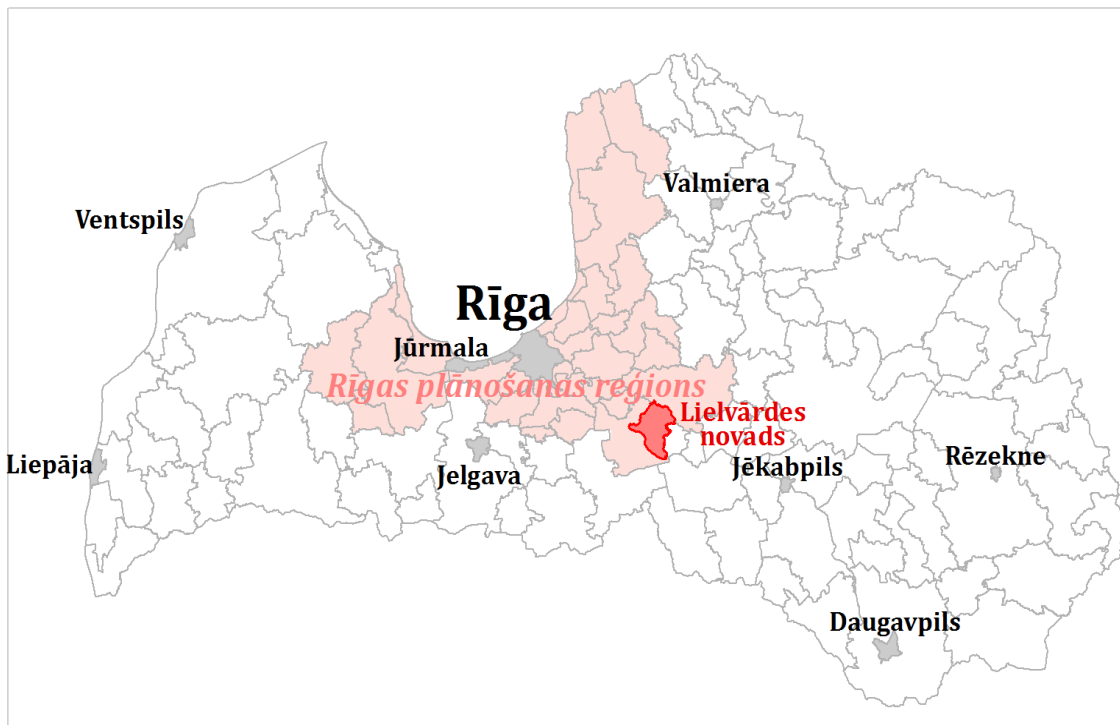 Valmiera
Ventspils
Rīga
Jūrmala
Rīgas plānošanas reģions
Lielvārdes
novads
Liepāja
Jelgava
Jēkabpils
Rēzekne
Daugavpils